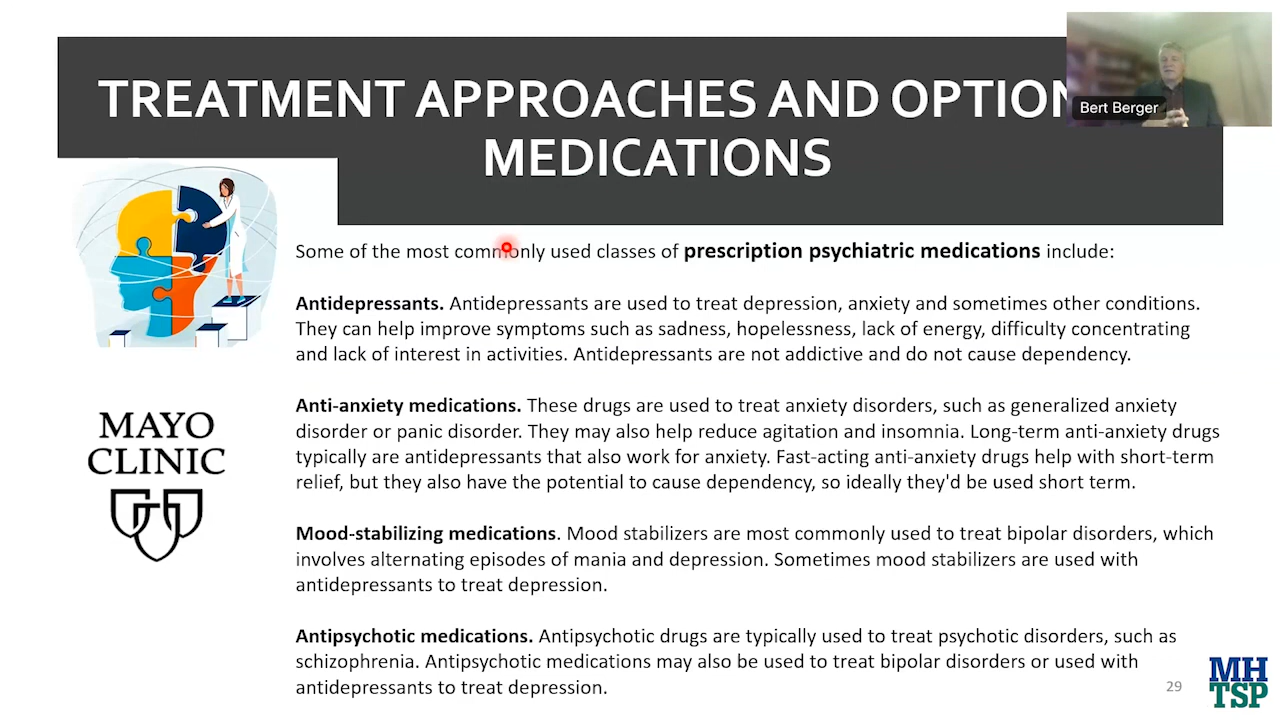 TREATMENT APPROACHES AND OPTION
MEDICATIONS
Bert Berger
Some of the most commonly used classes of prescription psychiatric medications include:
Antidepressants. Antidepressants are used to treat depression, anxiety and sometimes other conditions.
They can help improve symptoms such as sadness, hopelessness, lack of energy, difficulty concentrating
and lack of interest in activities. Antidepressants are not addictive and do not cause dependency.
MAYO
CLINIC
Anti-anxiety medications. These drugs are used to treat anxiety disorders, such as generalized anxiety
disorder or panic disorder. They may also help reduce agitation and insomnia. Long-term anti-anxiety drugs
typically are antidepressants that also work for anxiety. Fast-acting anti-anxiety drugs help with short-term
relief, but they also have the potential to cause dependency, so ideally they'd be used short term.
Mood-stabilizing medications. Mood stabilizers are most commonly used to treat bipolar disorders, which
involves alternating episodes of mania and depression. Sometimes mood stabilizers are used with
antidepressants to treat depression.
Antipsychotic medications. Antipsychotic drugs are typically used to treat psychotic disorders, such as
schizophrenia. Antipsychotic medications may also be used to treat bipolar disorders or used with
antidepressants to treat depression.
29
MH
TSP